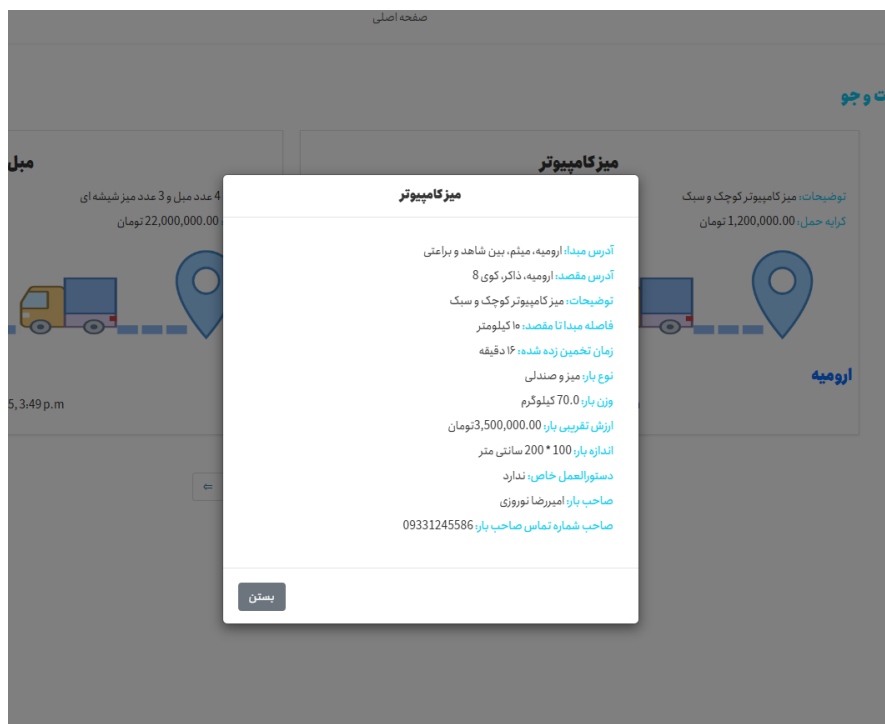 صفحه اصلی
ت و جو
میز کامپیوتر
توضیحات: میز کامپیوتر کوچک و سبک
کرایه حمل: 1,200,000.00 تومان
ارومیه
مبل
4 عدد مبل و 3 عدد میز شیشه ای
22,000,000.00 تومان
5, 3:49 p.m
⇐
میز کامپیوتر
آدرس مبدا: ارومیه، میثم، بین شاهد و براعتی
آدرس مقصد: ارومیه، ذاکر، کوی 8
توضیحات: میز کامپیوتر کوچک و سبک
فاصله مبدا تا مقصد: ۱۰ کیلومتر
زمان تخمین زده شده: ۱۶ دقیقه
نوع بار: میز و صندلی
وزن بار: 70.0 کیلوگرم
ارزش تقریبی بار: 3,500,000.00تومان
اندازه بار: 100 * 200 سانتی متر
دستورالعمل خاص: ندارد
صاحب بار: امیررضا نوروزی
صاحب شماره تماس صاحب بار: 09331245586
بستن